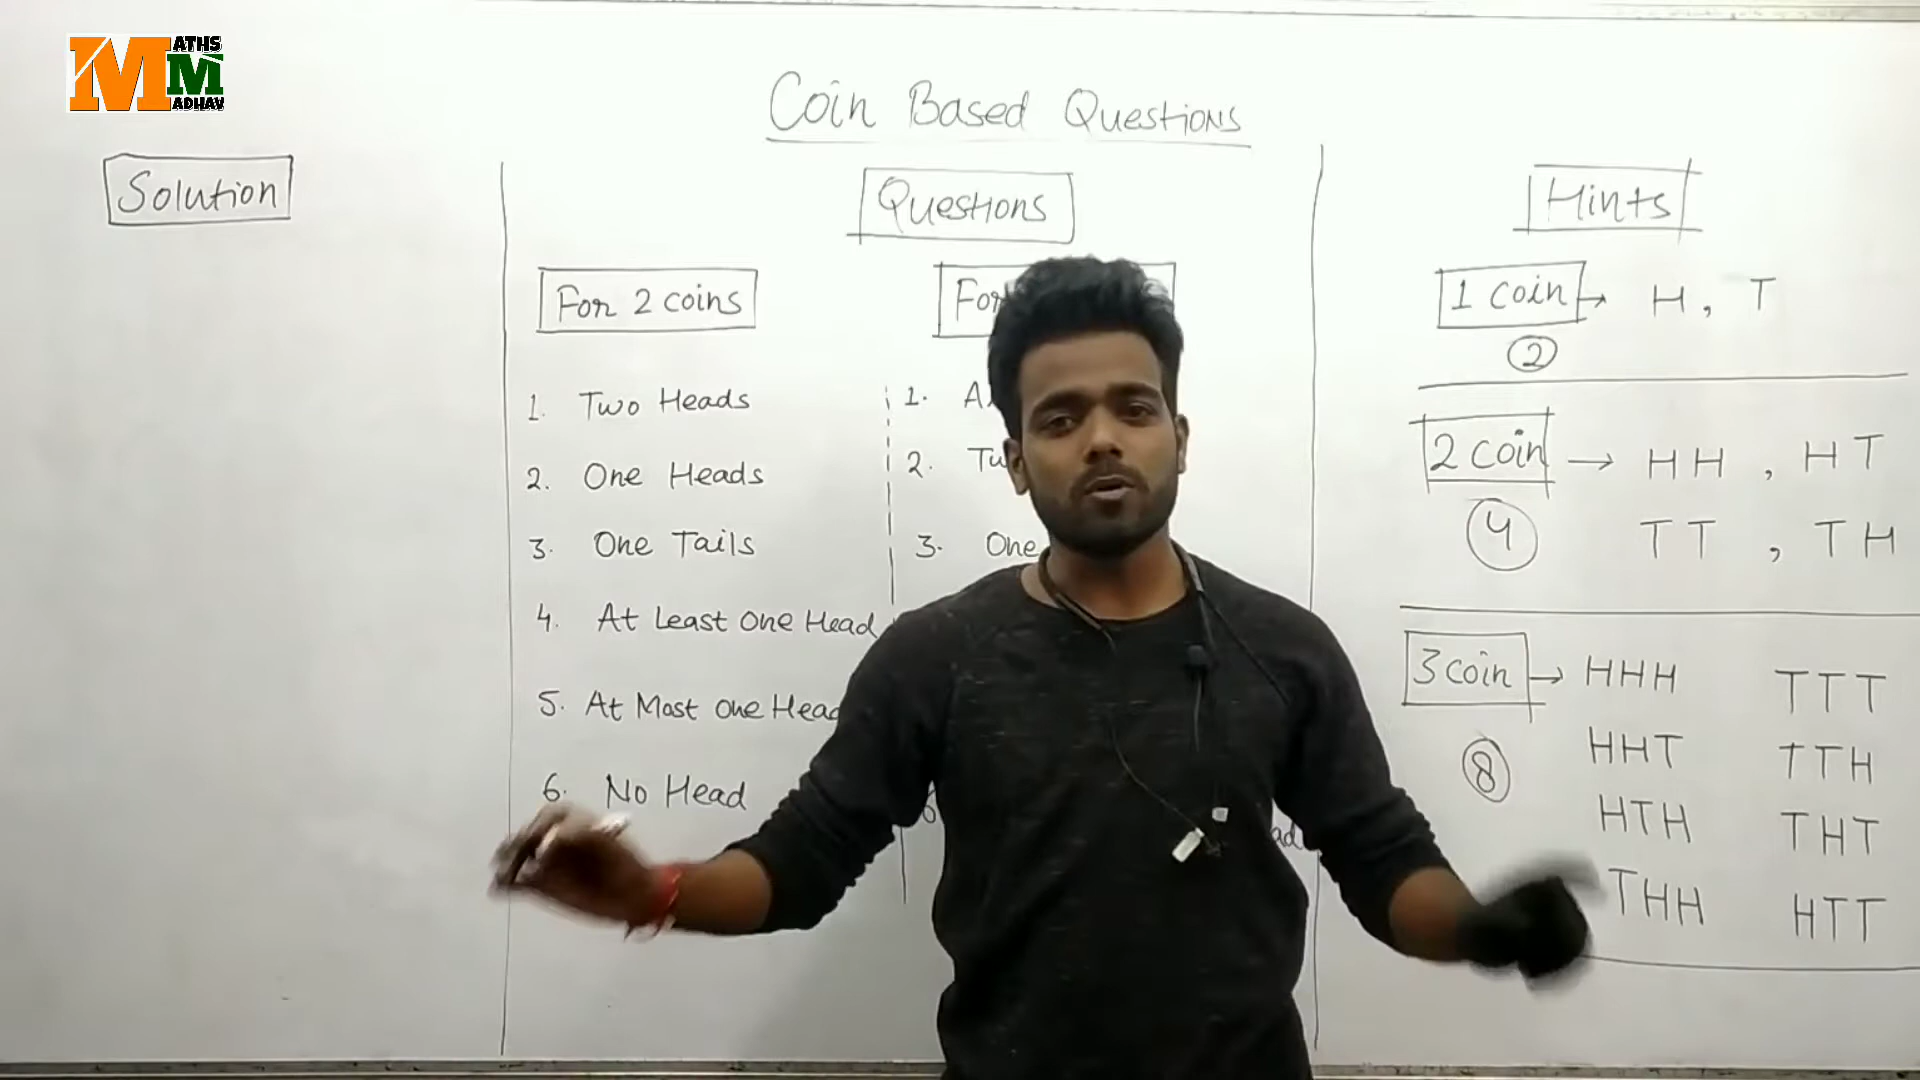 MATHS
MADHAV
Coin Based Questions
Solution
Questions
Hints
For 2 coins
For
1 coin → H, T
2
1. Two Heads
2. One Heads
3. One Tails
4. At Least One Head
5. At Most One Head
6. No Head
1.
2.
3. One
6
2 coin → HH, HT
4
TT, TH
3 coin → HHH TTT
8
HHT TTH
HTH THT
THH HTT